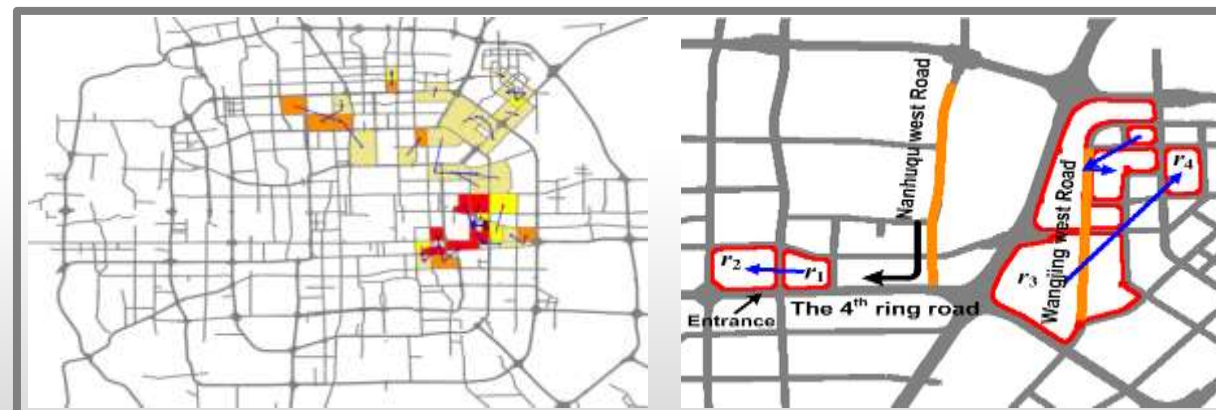 Nanhuqu west Road
Wangjing west Road
r4
r2
r1
r3
Entrance
The 4th ring road